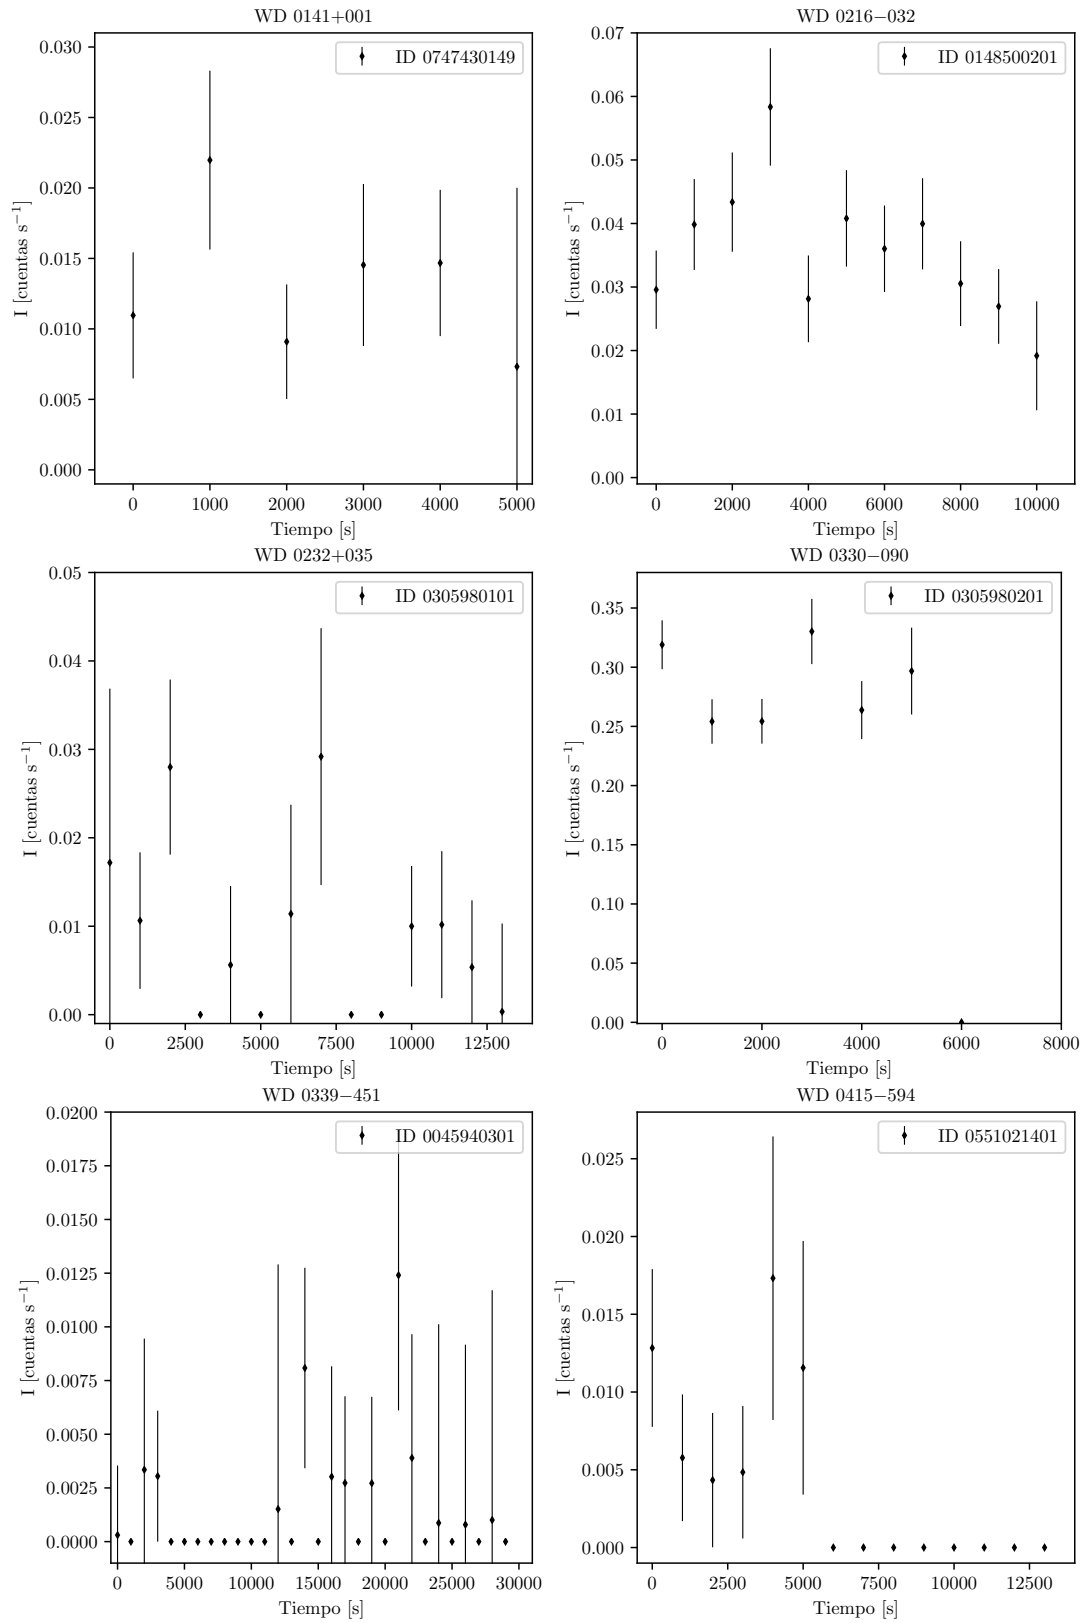 WD 0141+001
ID 0747430149
I [cuentas s⁻¹]
0.030
0.025
0.020
0.015
0.010
0.005
0.000
0 1000 2000 3000 4000 5000
Tiempo [s]
WD 0216−032
ID 0148500201
I [cuentas s⁻¹]
0.07
0.06
0.05
0.04
0.03
0.02
0.01
0.00
0 2000 4000 6000 8000 10000
Tiempo [s]
WD 0232+035
ID 0305980101
I [cuentas s⁻¹]
0.05
0.04
0.03
0.02
0.01
0.00
0 2500 5000 7500 10000 12500
Tiempo [s]
WD 0330−090
ID 0305980201
I [cuentas s⁻¹]
0.35
0.30
0.25
0.20
0.15
0.10
0.05
0.00
0 2000 4000 6000 8000
Tiempo [s]
WD 0339−451
ID 0045940301
I [cuentas s⁻¹]
0.0200
0.0175
0.0150
0.0125
0.0100
0.0075
0.0050
0.0025
0.0000
0 5000 10000 15000 20000 25000 30000
Tiempo [s]
WD 0415−594
ID 0551021401
I [cuentas s⁻¹]
0.025
0.020
0.015
0.010
0.005
0.000
0 2500 5000 7500 10000 12500
Tiempo [s]